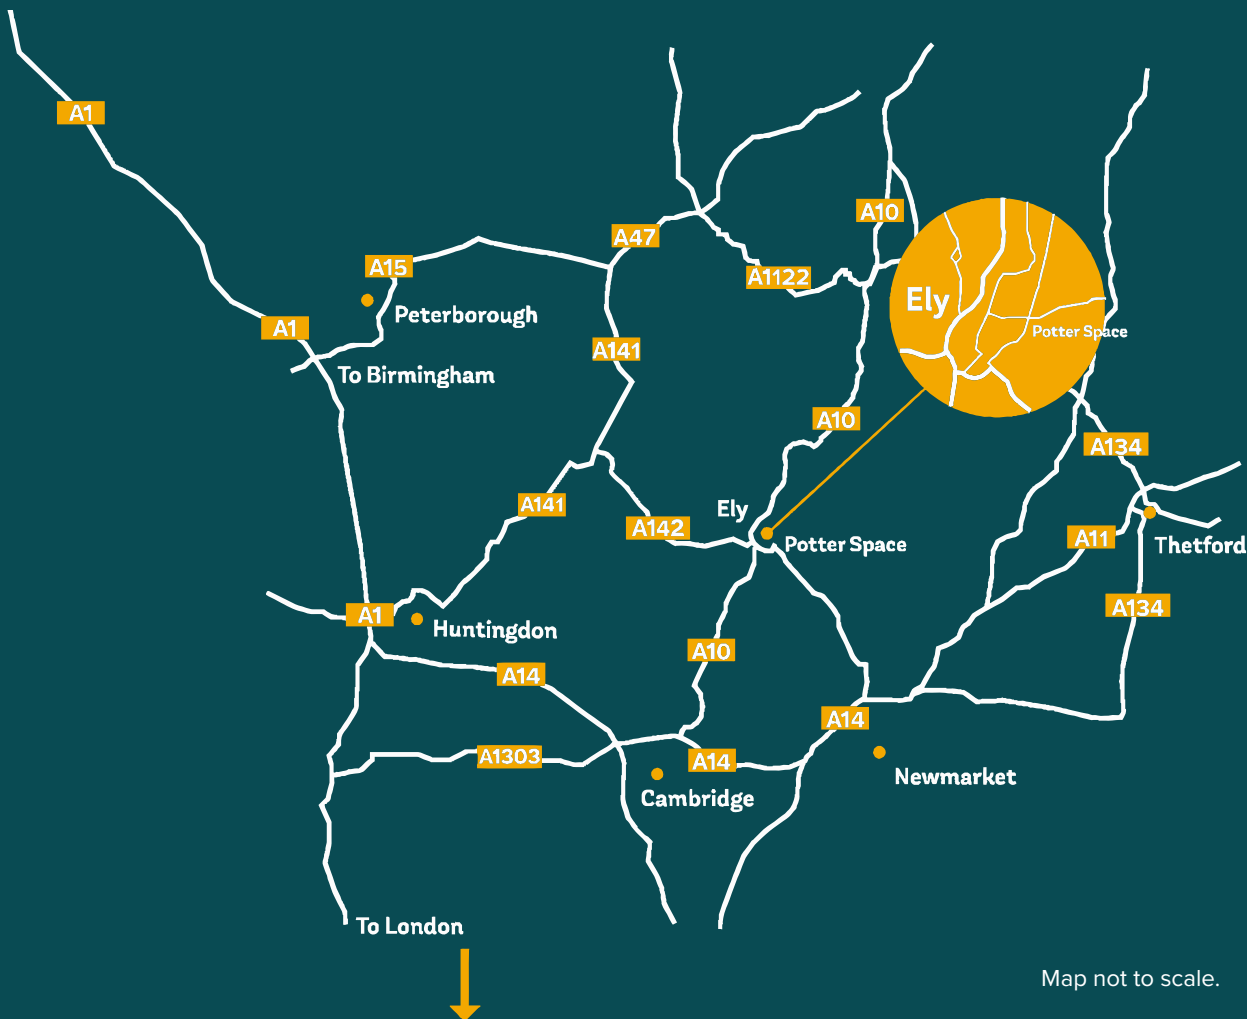 A1
A10
A47
A15
A1122
Ely
Peterborough
A1
Potter Space
A141
To Birmingham
A10
A134
A141
Ely
A142
Potter Space
A11
Thetford
A134
A1
Huntingdon
A10
A14
A14
A1303
A14
Newmarket
Cambridge
To London
Map not to scale.